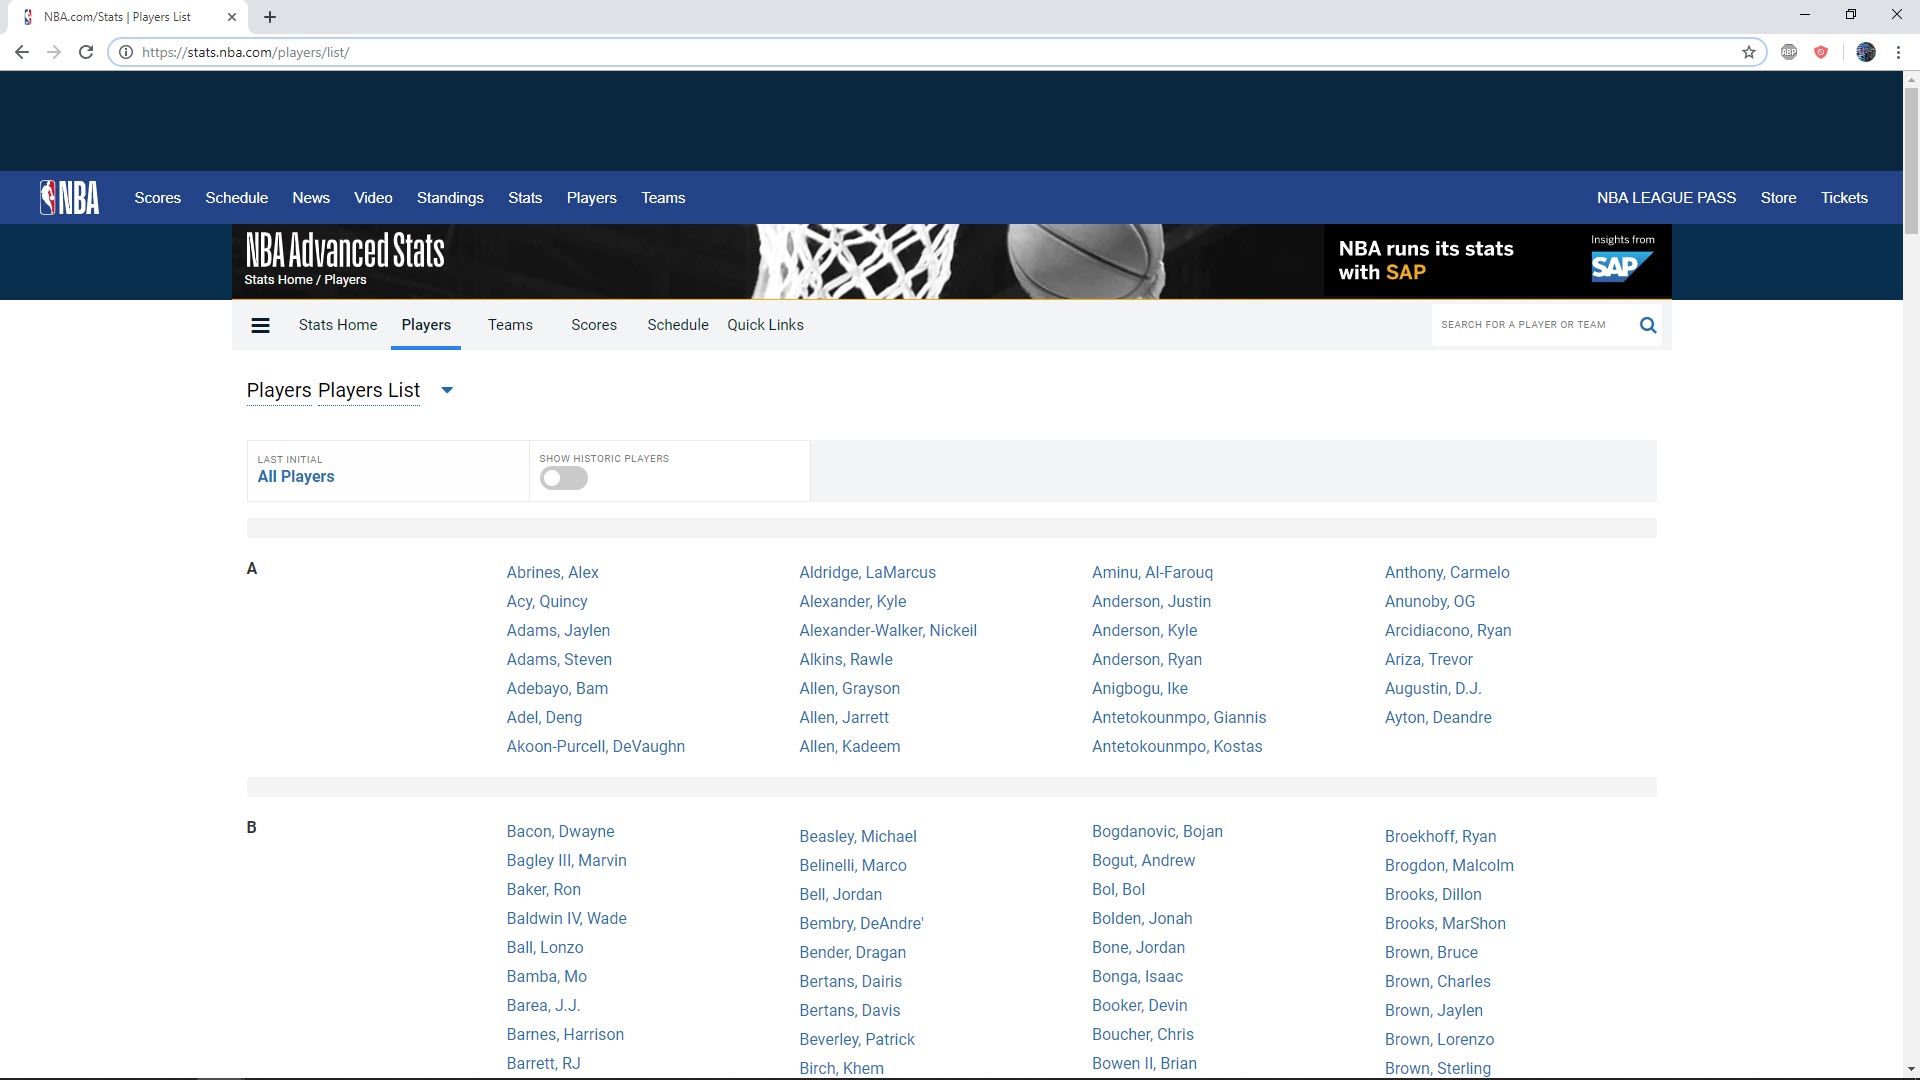 NBA.com/Stats | Players List
https://stats.nba.com/players/list/
ABP
NBA Scores Schedule News Video Standings Stats Players Teams NBA LEAGUE PASS Store Tickets
NBA Advanced Stats
Stats Home / Players
NBA runs its stats
with SAP
Insights from
SAP
Stats Home Players Teams Scores Schedule Quick Links SEARCH FOR A PLAYER OR TEAM
Players Players List
LAST INITIAL
All Players
SHOW HISTORIC PLAYERS
A
Abrines, Alex
Acy, Quincy
Adams, Jaylen
Adams, Steven
Adebayo, Bam
Adel, Deng
Akoon-Purcell, DeVaughn
Aldridge, LaMarcus
Alexander, Kyle
Alexander-Walker, Nickeil
Alkins, Rawle
Allen, Grayson
Allen, Jarrett
Allen, Kadeem
Aminu, Al-Farouq
Anderson, Justin
Anderson, Kyle
Anderson, Ryan
Anigbogu, Ike
Antetokounmpo, Giannis
Antetokounmpo, Kostas
Anthony, Carmelo
Anunoby, OG
Arcidiacono, Ryan
Ariza, Trevor
Augustin, D.J.
Ayton, Deandre
B
Bacon, Dwayne
Bagley III, Marvin
Baker, Ron
Baldwin IV, Wade
Ball, Lonzo
Bamba, Mo
Barea, J.J.
Barnes, Harrison
Barrett, RJ
Beasley, Michael
Belinelli, Marco
Bell, Jordan
Bembry, DeAndre'
Bender, Dragan
Bertans, Dairis
Bertans, Davis
Beverley, Patrick
Birch, Khem
Bogdanovic, Bojan
Bogut, Andrew
Bol, Bol
Bolden, Jonah
Bone, Jordan
Bonga, Isaac
Booker, Devin
Boucher, Chris
Bowen II, Brian
Broekhoff, Ryan
Brogdon, Malcolm
Brooks, Dillon
Brooks, MarShon
Brown, Bruce
Brown, Charles
Brown, Jaylen
Brown, Lorenzo
Brown, Sterling